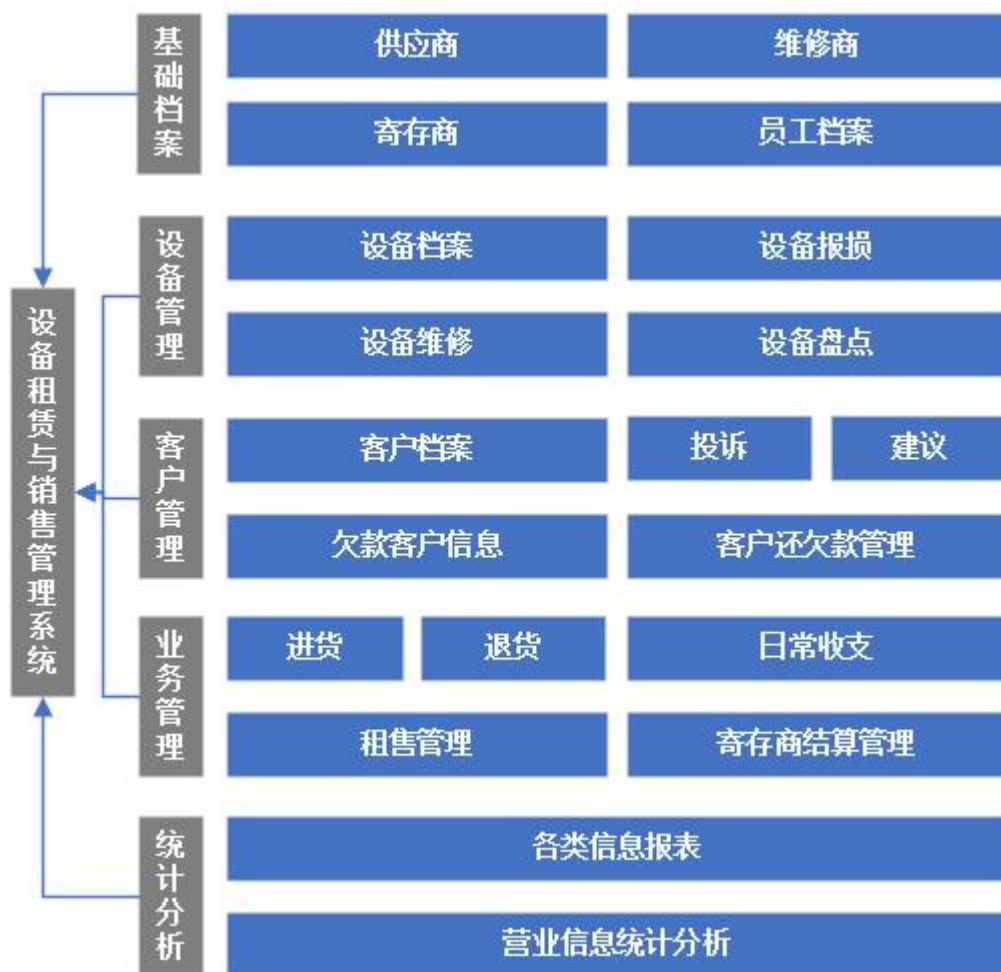 基础档案
供应商
维修商
寄存商
员工档案
设备管理
设备档案
设备报损
设备维修
设备盘点
设备租赁与销售管理系统
客户管理
客户档案
投诉
建议
欠款客户信息
客户还欠款管理
业务管理
进货
退货
日常收支
租售管理
寄存商结算管理
统计分析
各类信息报表
营业信息统计分析